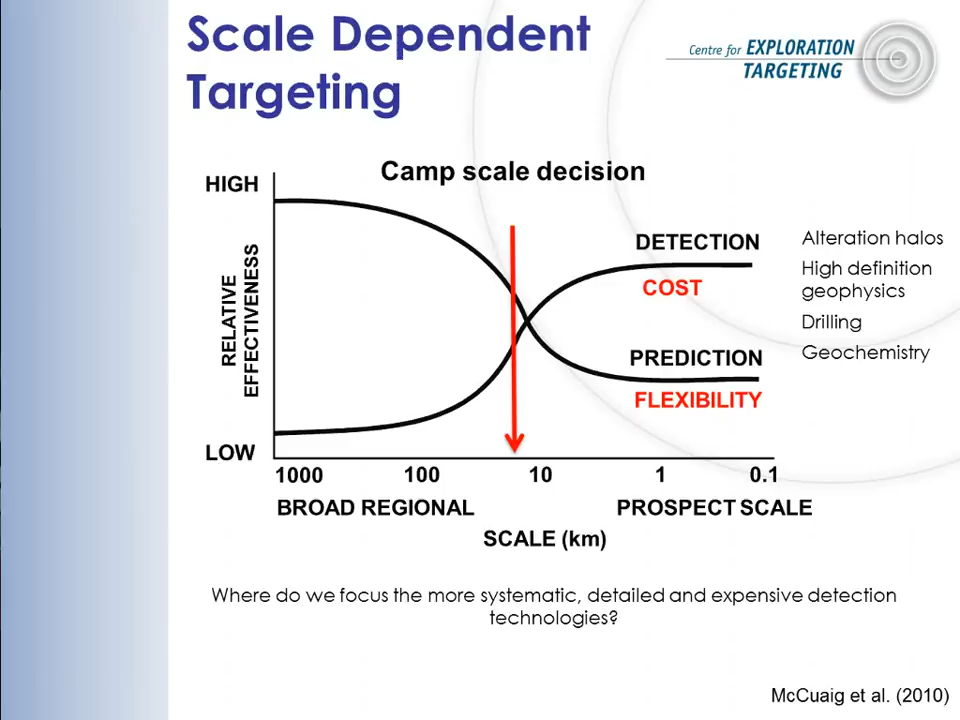 Scale Dependent
Targeting
Centre for EXPLORATION
TARGETING
Camp scale decision
HIGH
RELATIVE
EFFECTIVENESS
LOW
DETECTION
COST
PREDICTION
FLEXIBILITY
Alteration halos
High definition
geophysics
Drilling
Geochemistry
1000 100 10 1 0.1
BROAD REGIONAL PROSPECT SCALE
SCALE (km)
Where do we focus the more systematic, detailed and expensive detection
technologies?
McCuaig et al. (2010)